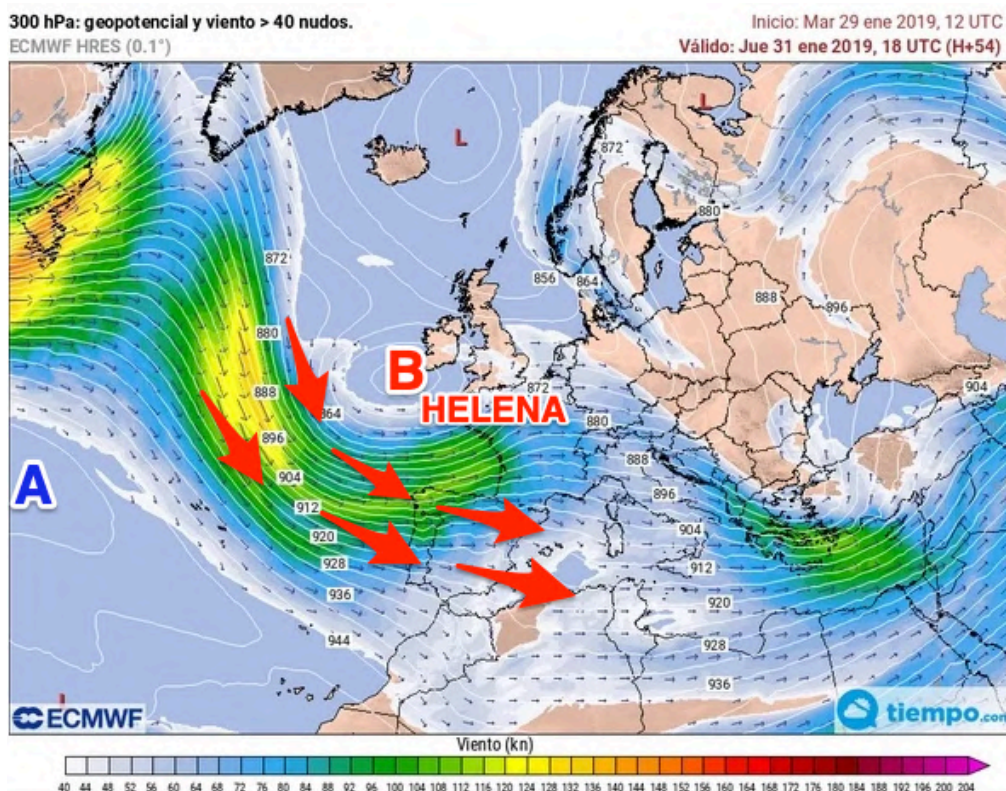 300 hPa: geopotencial y viento > 40 nudos.
Inicio: Mar 29 ene 2019, 12 UTC
ECMWF HRES (0.1°)
Válido: Jue 31 ene 2019, 18 UTC (H+54)
L
L
872
880
872
856
864
888
896
880
B
888
864
HELENA
872
904
880
896
A
904
888
912
896
920
904
928
912
936
920
944
928
936
L
ECMWF
tiempo.com
Viento (kn)
40 44 48 52 56 60 64 68 72 76 80 84 88 92 96 100 104 108 112 116 120 124 128 132 136 140 144 148 152 156 160 164 168 172 176 180 184 188 192 196 200 204